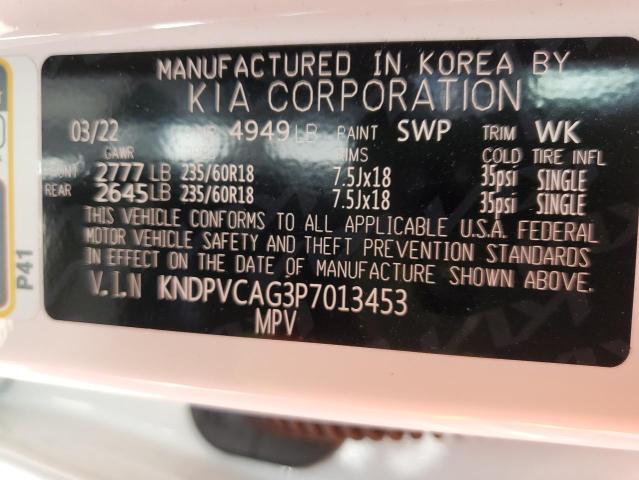 MANUFACTURED IN KOREA BY
KIA CORPORATION
03/22 4949 LB PAINT SWP TRIM WK
GAWR RIMS COLD TIRE INFL
2777 LB 235/60R18 7.5Jx18 35psi SINGLE
REAR 2645 LB 235/60R18 7.5Jx18 35psi SINGLE
THIS VEHICLE CONFORMS TO ALL APPLICABLE U.S.A. FEDERAL
MOTOR VEHICLE SAFETY AND THEFT PREVENTION STANDARDS
IN EFFECT ON THE DATE OF MANUFACTURE SHOWN ABOVE.
V.I.N KNDPVCAG3P7013453
MPV
P41